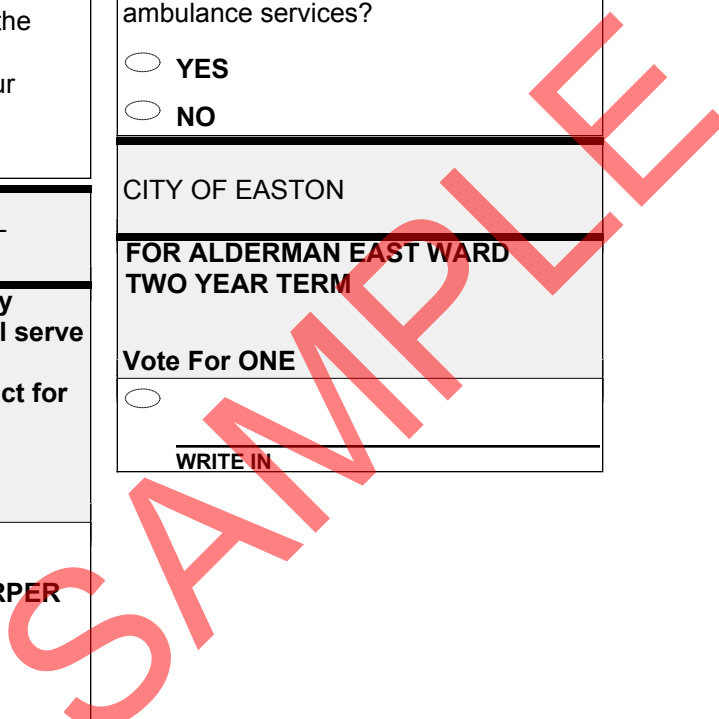 the
ur
-
y
l serve
ct for
RPER
ambulance services?
YES
NO
CITY OF EASTON
FOR ALDERMAN EAST WARD
TWO YEAR TERM
Vote For ONE
WRITE IN
SAMPLE